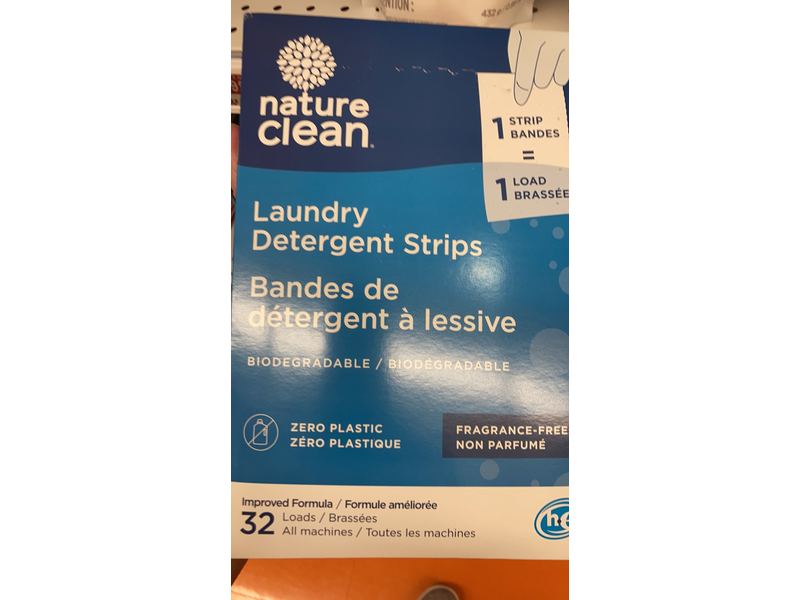 nature
clean
1 STRIP
BANDES
=
1 LOAD
BRASSÉE
Laundry
Detergent Strips
Bandes de
détergent à lessive
BIODEGRADABLE / BIODÉGRADABLE
ZERO PLASTIC
ZÉRO PLASTIQUE
FRAGRANCE-FREE
NON PARFUMÉ
Improved Formula / Formule améliorée
32 Loads / Brassées
All machines / Toutes les machines
he